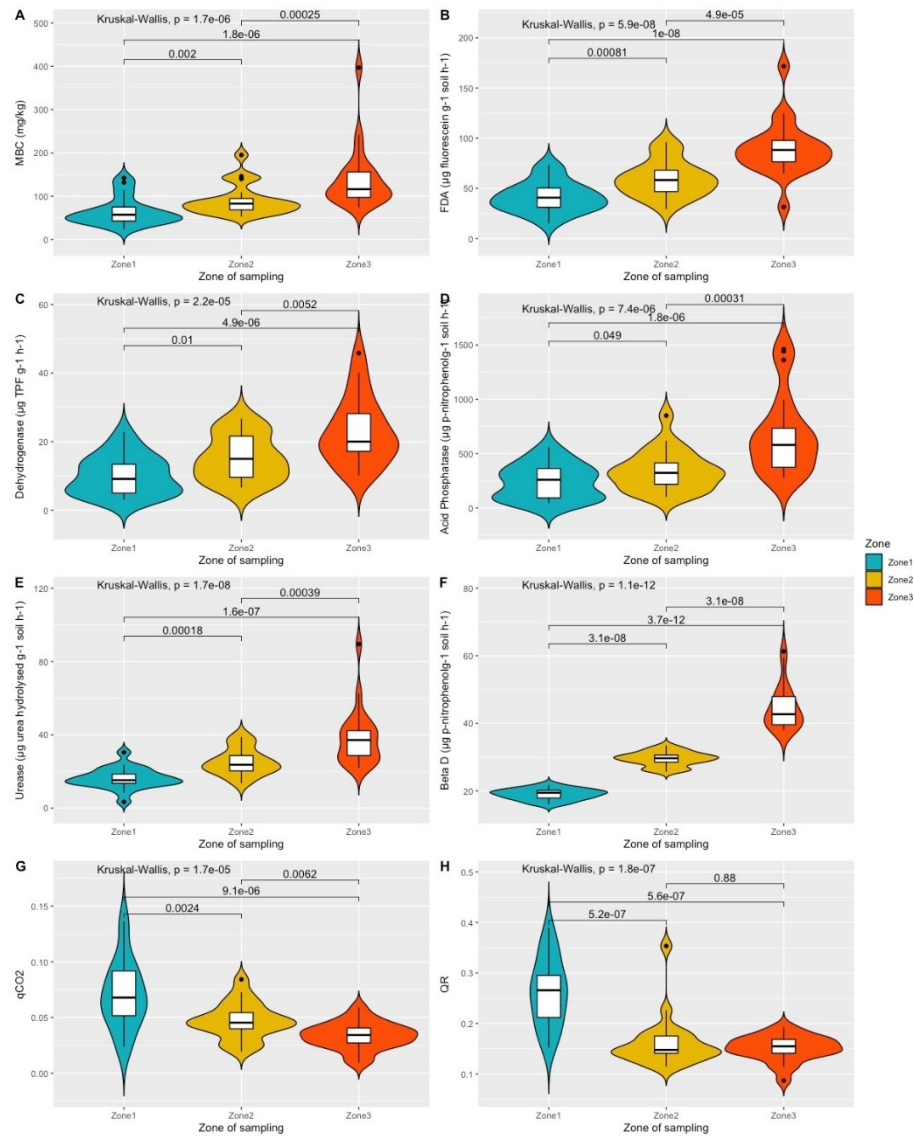 A
Kruskal-Wallis, p = 1.7e-06
0.00025
1.8e-06
0.002
MBC (mg/kg)
500
400
300
200
100
0
Zone1 Zone2 Zone3
Zone of sampling
B
Kruskal-Wallis, p = 5.9e-08
4.9e-05
1e-08
0.00081
FDA (µg fluorescein g-1 soil h-1)
200
150
100
50
0
Zone1 Zone2 Zone3
Zone of sampling
C
Kruskal-Wallis, p = 2.2e-05
0.0052
4.9e-06
0.01
Dehydrogenase (µg TPF g-1 h-1)
60
40
20
0
Zone1 Zone2 Zone3
Zone of sampling
D
Kruskal-Wallis, p = 7.4e-06
0.00031
1.8e-06
0.049
Acid Phosphatase (µg p-nitrophenolg-1 soil h-1)
1500
1000
500
0
Zone1 Zone2 Zone3
Zone of sampling
Zone
Zone1
Zone2
Zone3
E
Kruskal-Wallis, p = 1.7e-08
0.00039
1.6e-07
0.00018
Urease (µg urea hydrolysed g-1 soil h-1)
120
80
40
0
Zone1 Zone2 Zone3
Zone of sampling
F
Kruskal-Wallis, p = 1.1e-12
3.1e-08
3.7e-12
3.1e-08
Beta D (µg p-nitrophenolg-1 soil h-1)
80
60
40
20
Zone1 Zone2 Zone3
Zone of sampling
G
Kruskal-Wallis, p = 1.7e-05
0.0062
9.1e-06
0.0024
qCO2
0.15
0.10
0.05
0.00
Zone1 Zone2 Zone3
Zone of sampling
H
Kruskal-Wallis, p = 1.8e-07
0.88
5.6e-07
5.2e-07
QR
0.5
0.4
0.3
0.2
0.1
Zone1 Zone2 Zone3
Zone of sampling